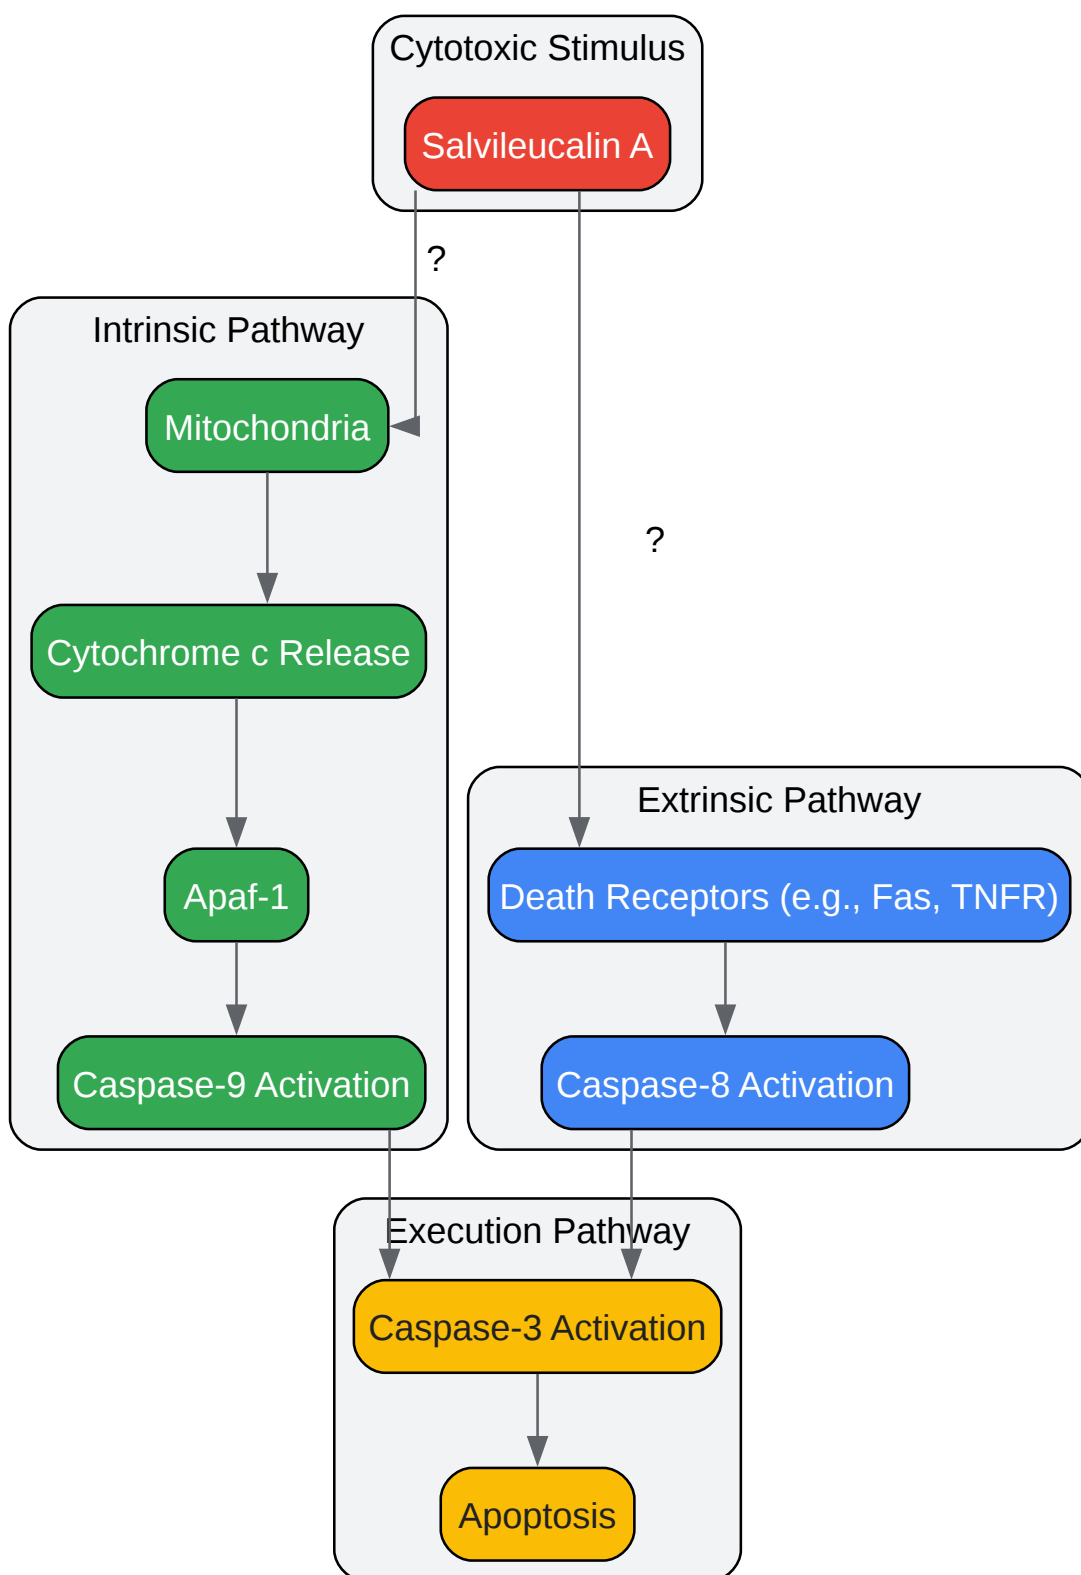 Cytotoxic Stimulus
Salvileucalin A
?
Intrinsic Pathway
Mitochondria
?
Cytochrome c Release
Extrinsic Pathway
Apaf-1
Death Receptors (e.g., Fas, TNFR)
Caspase-9 Activation
Caspase-8 Activation
Execution Pathway
Caspase-3 Activation
Apoptosis